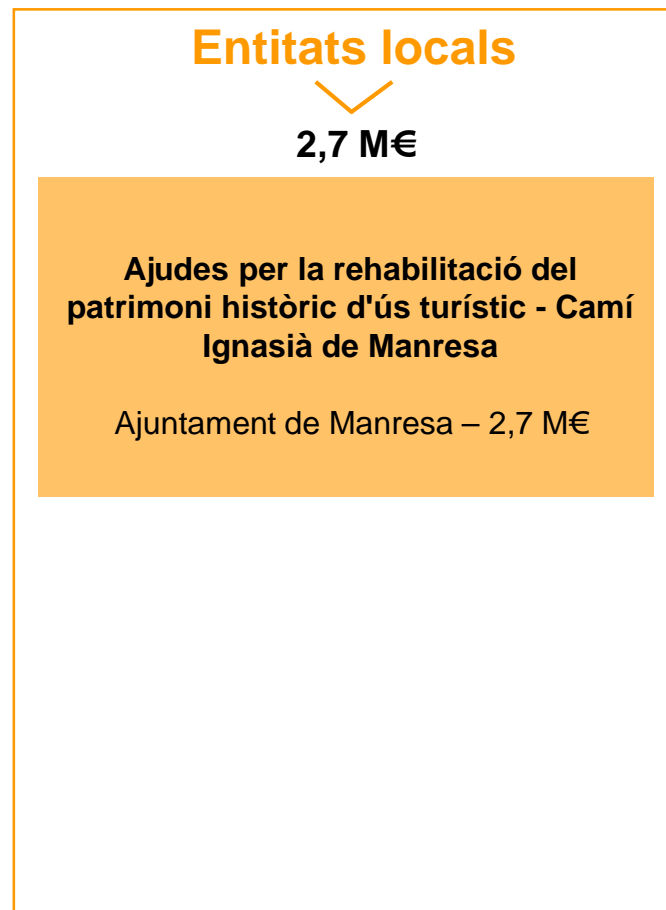 Entitats locals
2,7 M€
Ajudes per la rehabilitació del
patrimoni històric d'ús turístic - Camí
Ignasià de Manresa
Ajuntament de Manresa – 2,7 M€